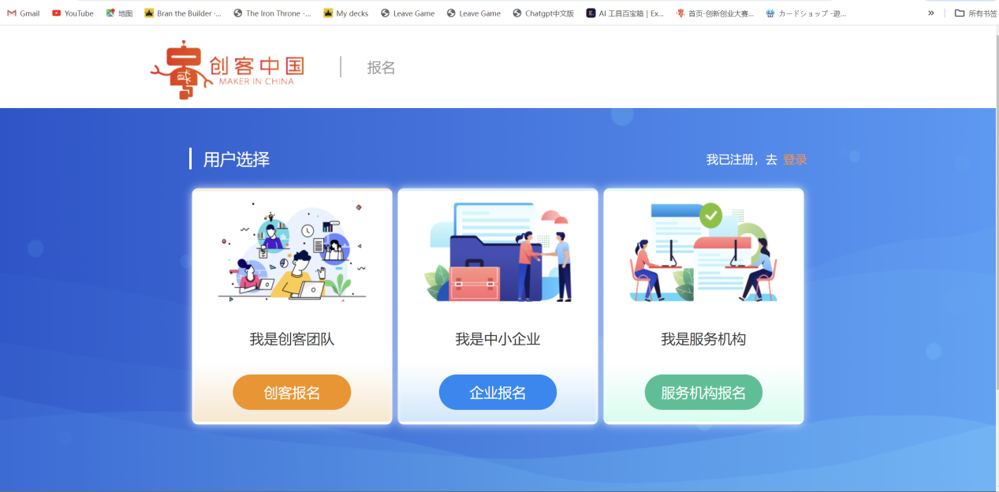 Gmail YouTube 地图 Bran the Builder -... The Iron Throne -... My decks Leave Game Leave Game Chatgpt中文版 AI 工具百宝箱 | Ex... 首页-创新创业大赛... カードショップ -遊... » 所有书签
创客中国 报名
MAKER IN CHINA
用户选择 我已注册，去 登录
我是创客团队 我是中小企业 我是服务机构
创客报名 企业报名 服务机构报名